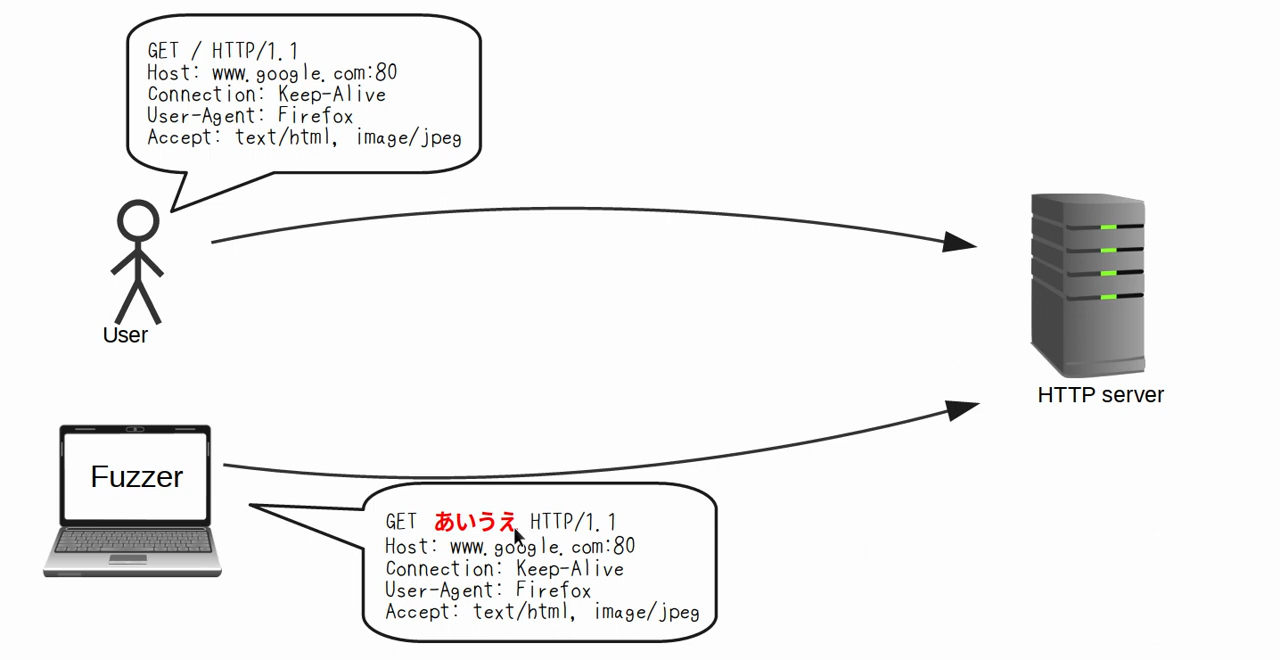 GET / HTTP/1.1
Host: www.google.com:80
Connection: Keep-Alive
User-Agent: Firefox
Accept: text/html, image/jpeg
User
HTTP server
Fuzzer
GET あいうえ HTTP/1.1
Host: www.google.com:80
Connection: Keep-Alive
User-Agent: Firefox
Accept: text/html, image/jpeg